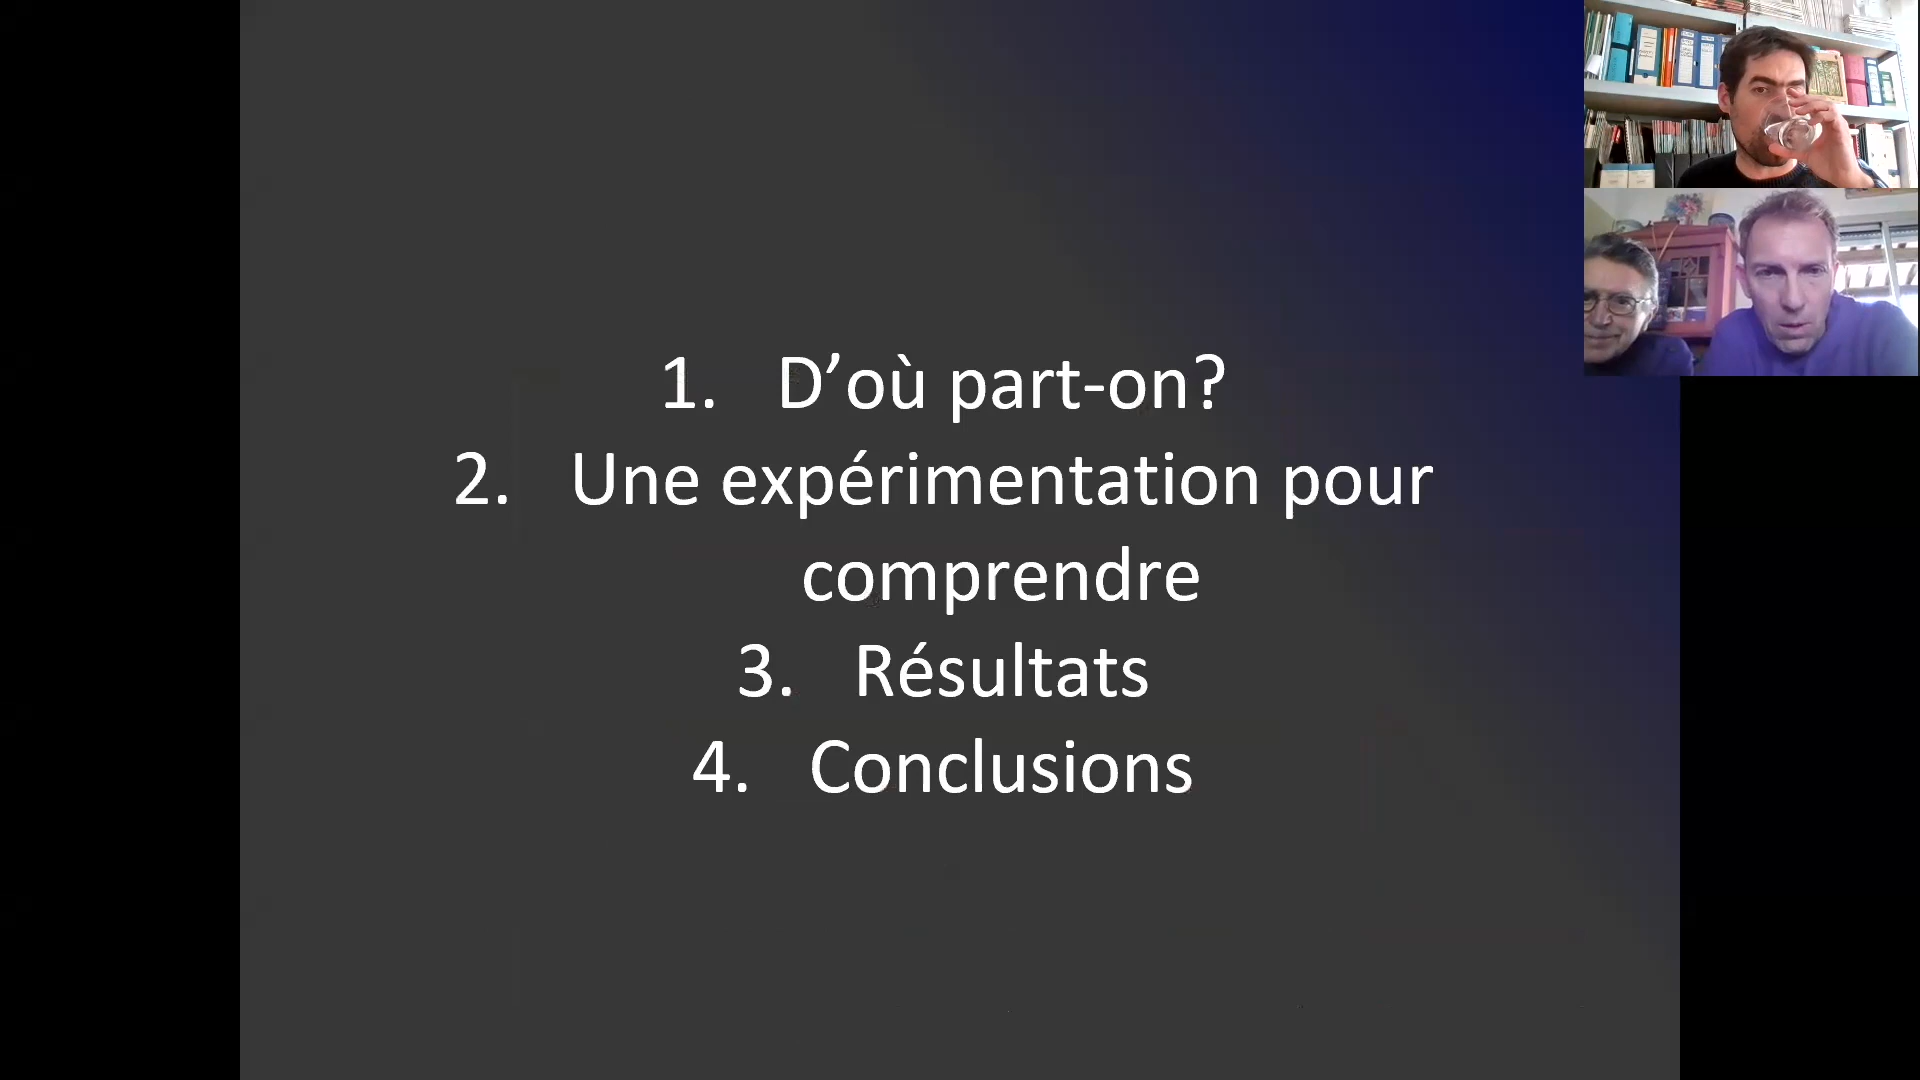 1. D’où part-on?
2. Une expérimentation pour
comprendre
3. Résultats
4. Conclusions